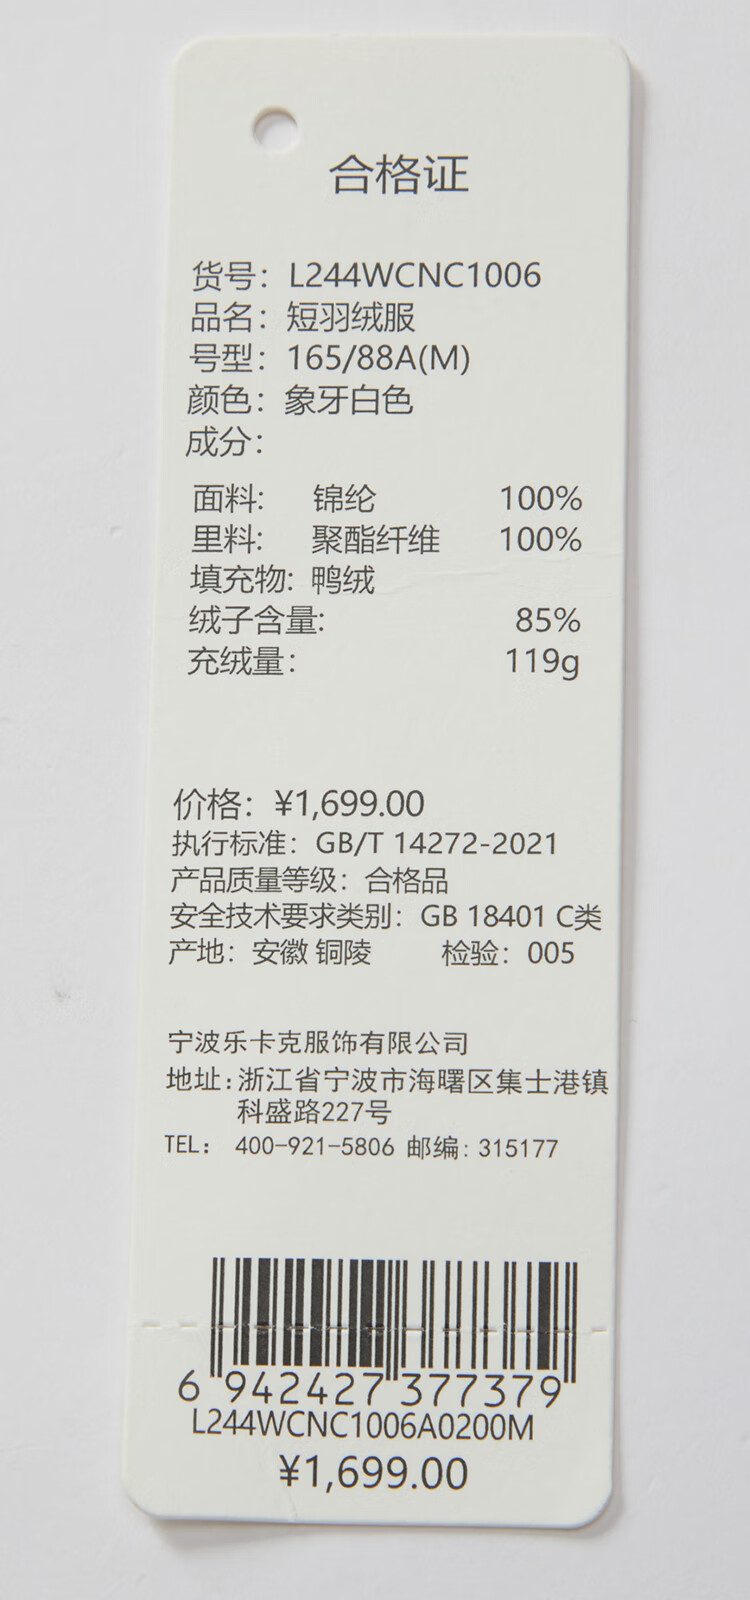 合格证
货号：L244WCNC1006
品名：短羽绒服
号型：165/88A(M)
颜色：象牙白色
成分：
面料: 锦纶 100%
里料: 聚酯纤维 100%
填充物: 鸭绒
绒子含量: 85%
充绒量： 119g
价格：¥1,699.00
执行标准：GB/T 14272-2021
产品质量等级：合格品
安全技术要求类别：GB 18401 C类
产地：安徽 铜陵 检验：005
宁波乐卡克服饰有限公司
地址:浙江省宁波市海曙区集士港镇
科盛路227号
TEL： 400-921-5806 邮编: 315177
6 942427 377379
L244WCNC1006A0200M
¥1,699.00